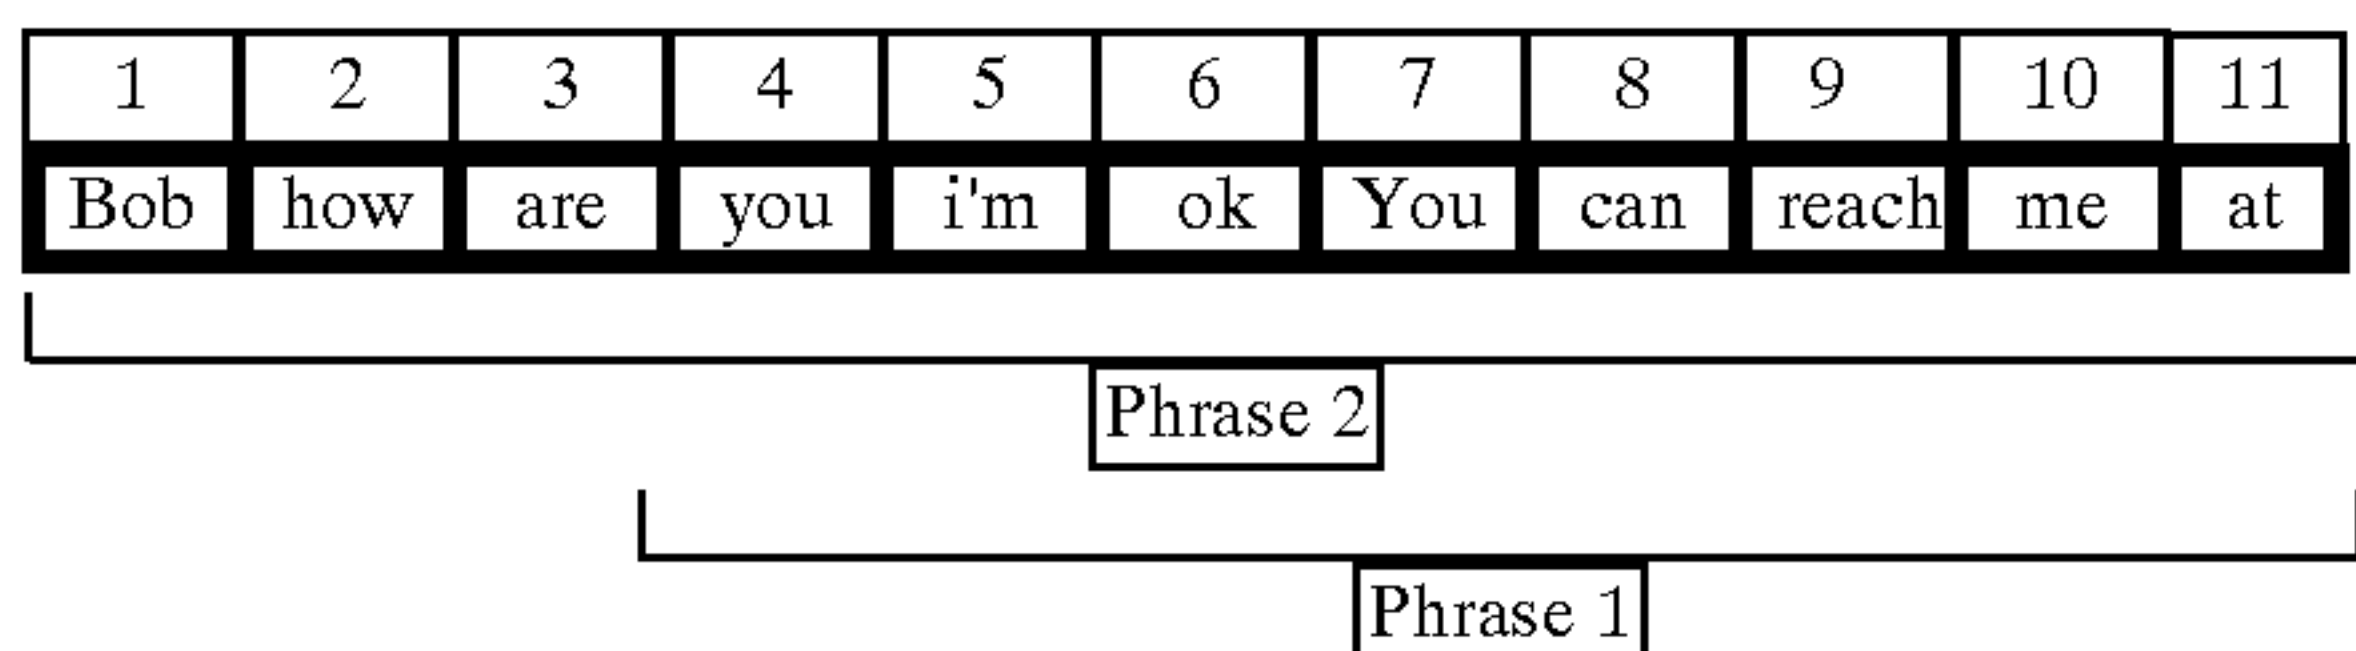 1 2 3 4 5 6 7 8 9 10 11
Bob how are you i'm ok You can reach me at
Phrase 2
Phrase 1